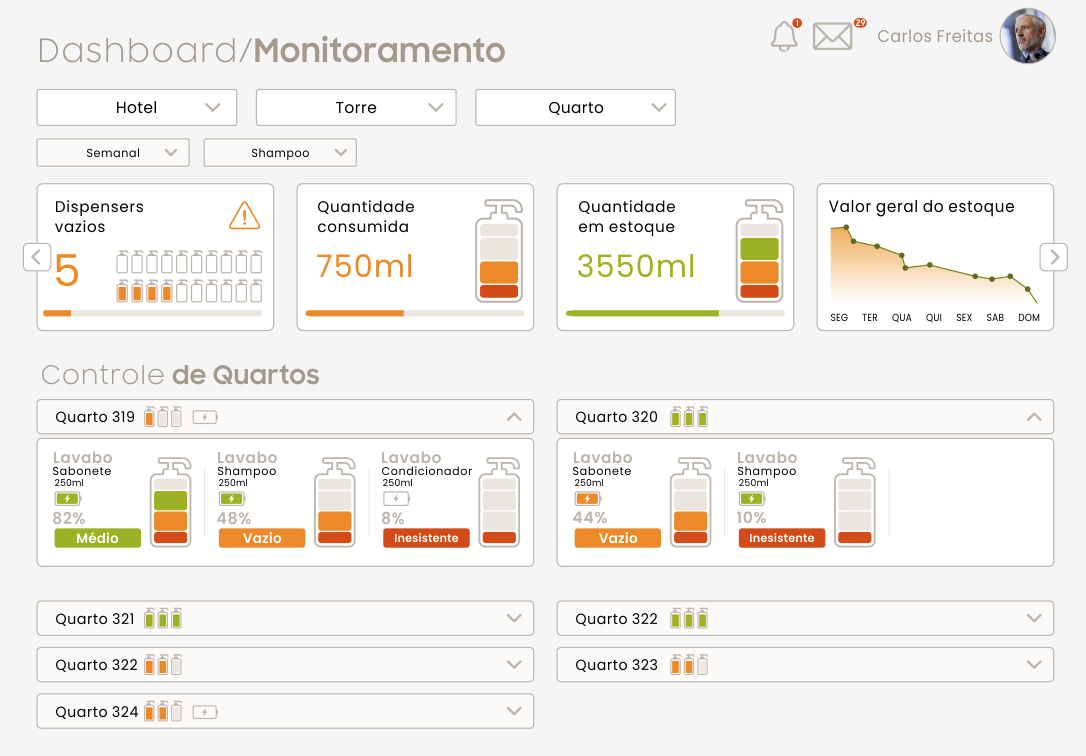 Dashboard/Monitoramento
1
29
Carlos Freitas
Hotel
Torre
Quarto
Semanal
Shampoo
Dispensers
vazios
5
Quantidade
consumida
750ml
Quantidade
em estoque
3550ml
Valor geral do estoque
SEG TER QUA QUI SEX SAB DOM
Controle de Quartos
Quarto 319
Lavabo
Sabonete
250ml
82%
Médio
Lavabo
Shampoo
250ml
48%
Vazio
Lavabo
Condicionador
250ml
8%
Inesistente
Quarto 320
Lavabo
Sabonete
250ml
44%
Vazio
Lavabo
Shampoo
250ml
10%
Inesistente
Quarto 321
Quarto 322
Quarto 322
Quarto 323
Quarto 324